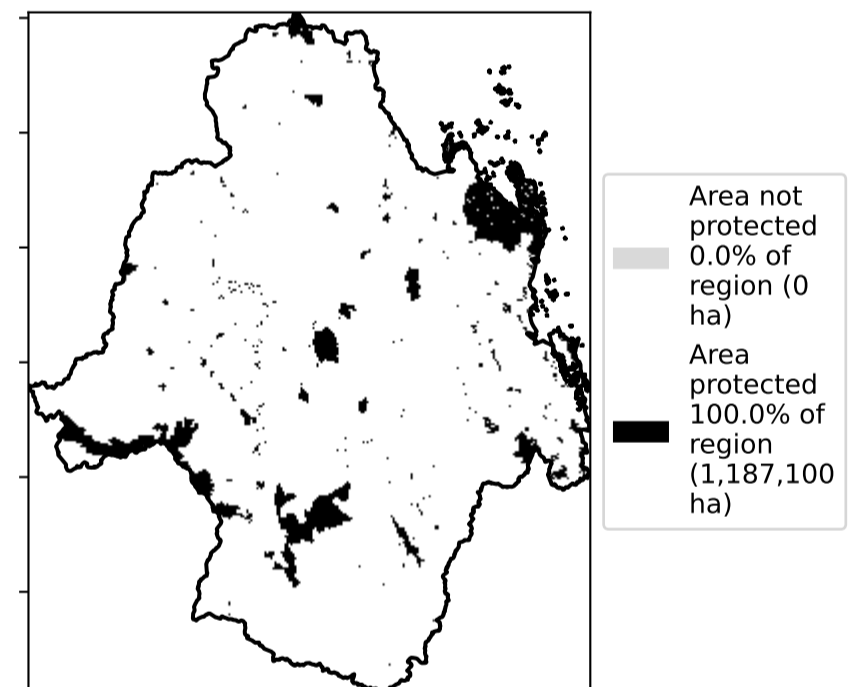 Area not
protected
0.0% of
region (0
ha)
Area
protected
100.0% of
region
(1,187,100
ha)